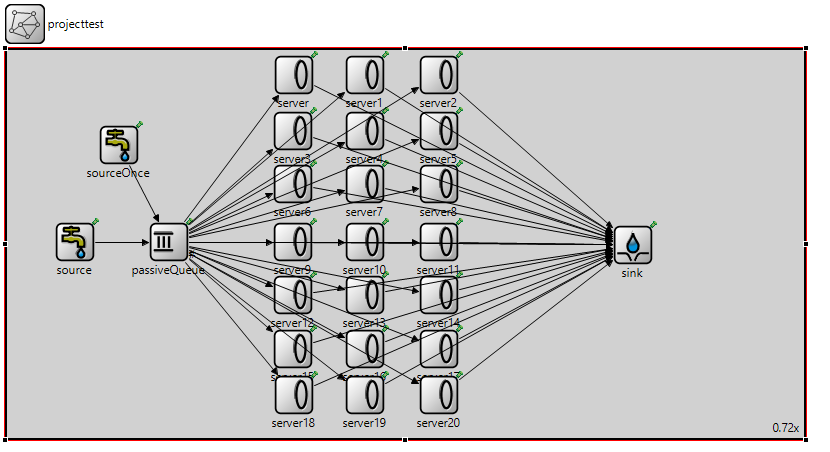 projecttest
server
server1
server2
server3
server4
server5
sourceOnce
server6
server7
server8
source
passiveQueue
server9
server10
server11
sink
server12
server13
server14
server15
server16
server17
server18
server19
server20
0.72x